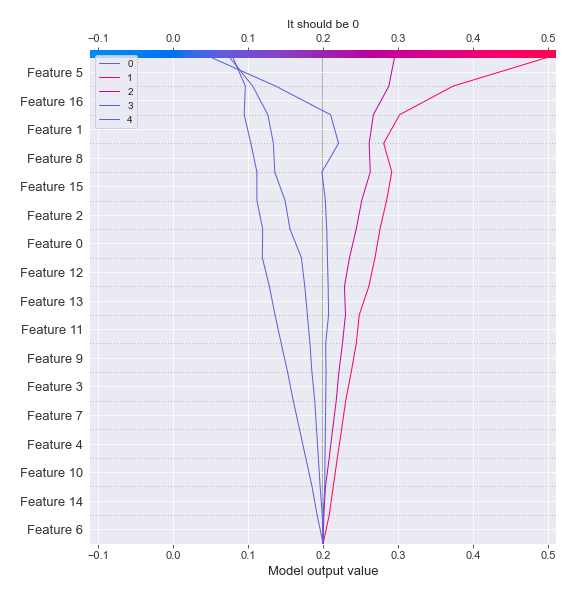 It should be 0
−0.1 0.0 0.1 0.2 0.3 0.4 0.5
0
1
2
3
4
Feature 5
Feature 16
Feature 1
Feature 8
Feature 15
Feature 2
Feature 0
Feature 12
Feature 13
Feature 11
Feature 9
Feature 3
Feature 7
Feature 4
Feature 10
Feature 14
Feature 6
−0.1 0.0 0.1 0.2 0.3 0.4 0.5
Model output value